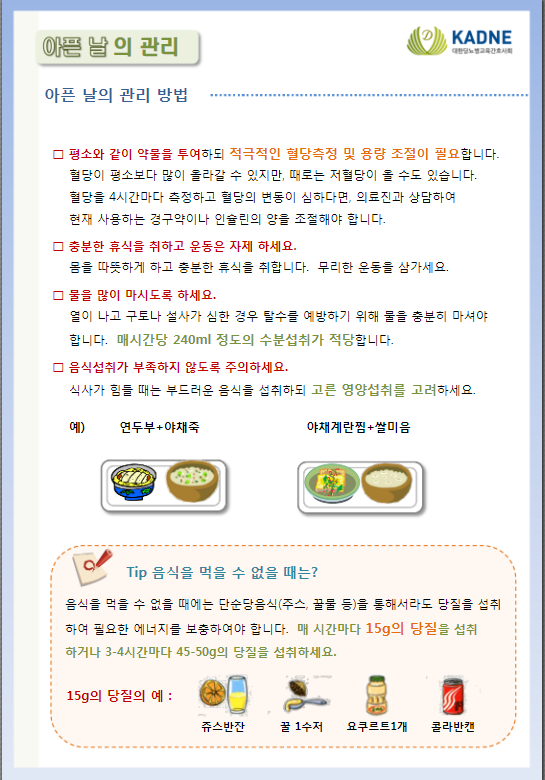 아픈 날의 관리
KADNE
대한당뇨병교육간호사회
아픈 날의 관리 방법
□ 평소와 같이 약물을 투여하되 적극적인 혈당측정 및 용량 조절이 필요합니다.
혈당이 평소보다 많이 올라갈 수 있지만, 때로는 저혈당이 올 수도 있습니다.
혈당을 4시간마다 측정하고 혈당의 변동이 심하다면, 의료진과 상담하여
현재 사용하는 경구약이나 인슐린의 양을 조절해야 합니다.
□ 충분한 휴식을 취하고 운동은 자제 하세요.
몸을 따뜻하게 하고 충분한 휴식을 취합니다. 무리한 운동을 삼가세요.
□ 물을 많이 마시도록 하세요.
열이 나고 구토나 설사가 심한 경우 탈수를 예방하기 위해 물을 충분히 마셔야
합니다. 매시간당 240ml 정도의 수분섭취가 적당합니다.
□ 음식섭취가 부족하지 않도록 주의하세요.
식사가 힘들 때는 부드러운 음식을 섭취하되 고른 영양섭취를 고려하세요.
예) 연두부+야채죽 야채계란찜+쌀미음
Tip 음식을 먹을 수 없을 때는?
음식을 먹을 수 없을 때에는 단순당음식(주스, 꿀물 등)을 통해서라도 당질을 섭취
하여 필요한 에너지를 보충하여야 합니다. 매 시간마다 15g의 당질을 섭취
하거나 3-4시간마다 45-50g의 당질을 섭취하세요.
15g의 당질의 예 :
쥬스반잔 꿀 1수저 요쿠르트1개 콜라반캔